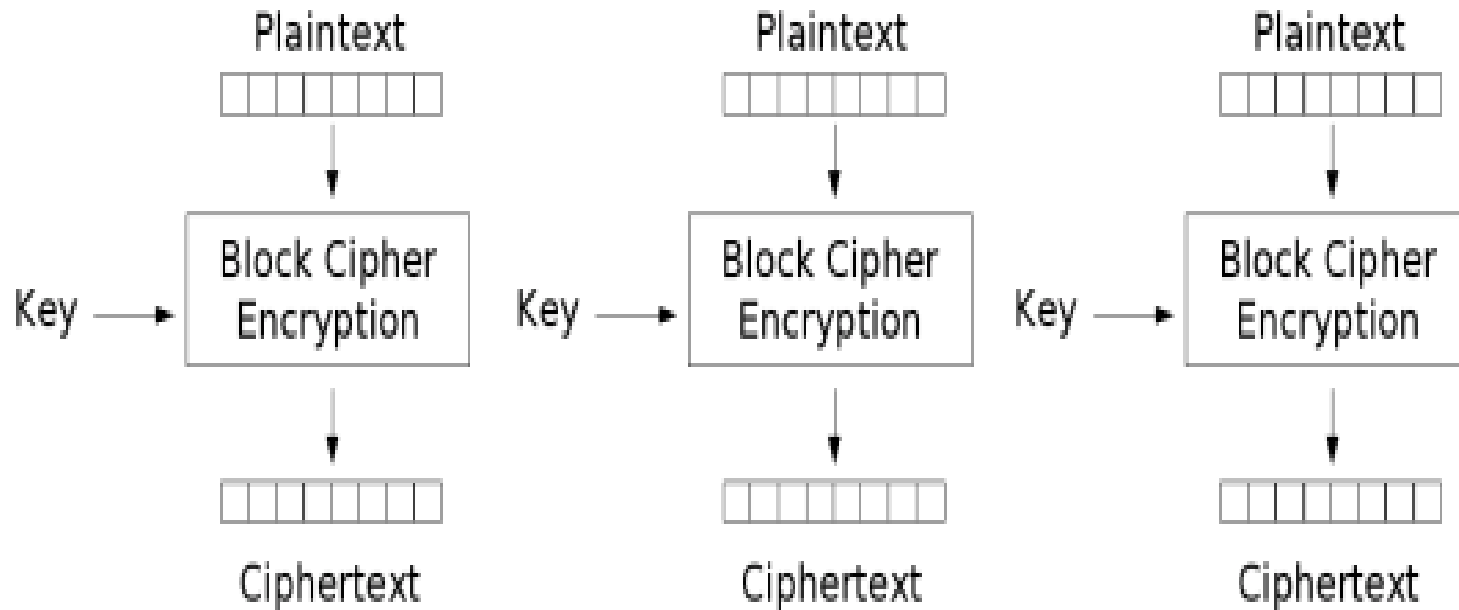 Plaintext Plaintext Plaintext
Block Cipher Block Cipher Block Cipher
Key Encryption Key Encryption Key Encryption
Ciphertext Ciphertext Ciphertext